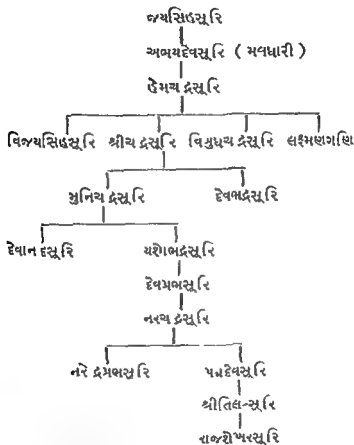 જયસિંહસૂરિ
અભયદેવસૂરિ ( મલધારી )
હેમચંદ્રસૂરિ
વિજયસિંહસૂરિ શ્રીચંદ્રસૂરિ વિબુધચંદ્રસૂરિ લક્ષ્મણગણિ
મુનિચંદ્રસૂરિ દેવભદ્રસૂરિ
દેવાનંદસૂરિ યશોભદ્રસૂરિ
દેવપ્રભસૂરિ
નરચંદ્રસૂરિ
નરેંદ્રપ્રભસૂરિ પદ્મદેવસૂરિ
શ્રીતિલકસૂરિ
રાજશેખરસૂરિ